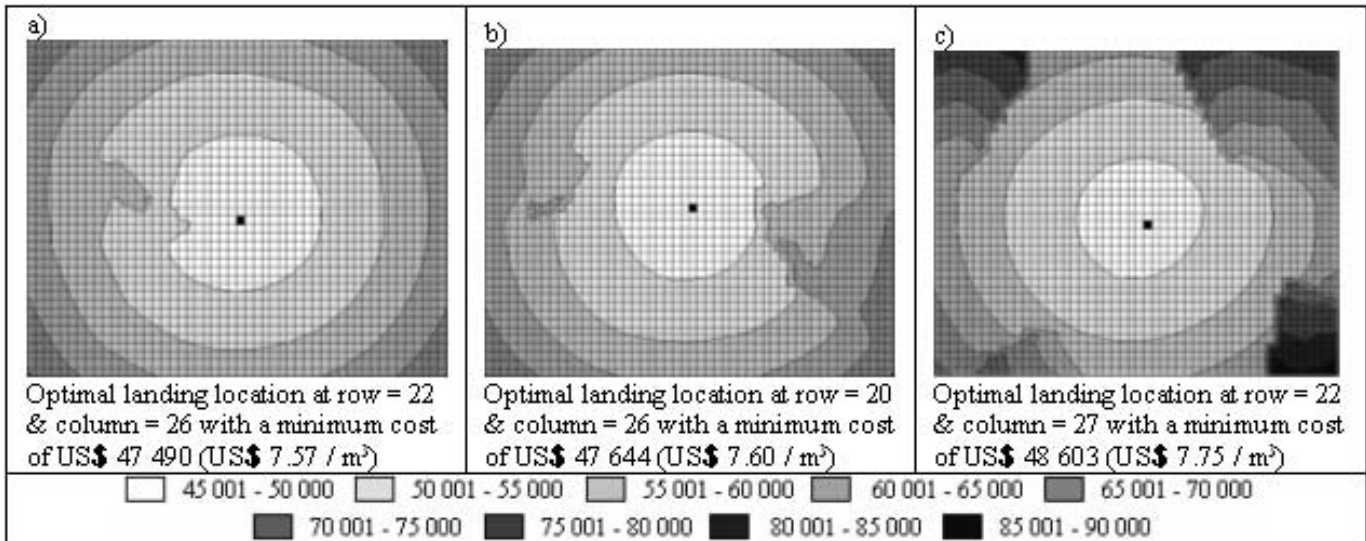 a)
Optimal landing location at row = 22
& column = 26 with a minimum cost
of US$ 47 490 (US$ 7.57 / m³)
b)
Optimal landing location at row = 20
& column = 26 with a minimum cost
of US$ 47 644 (US$ 7.60 / m³)
c)
Optimal landing location at row = 22
& column = 27 with a minimum cost
of US$ 48 603 (US$ 7.75 / m³)
45 001 - 50 000 50 001 - 55 000 55 001 - 60 000 60 001 - 65 000 65 001 - 70 000
70 001 - 75 000 75 001 - 80 000 80 001 - 85 000 85 001 - 90 000